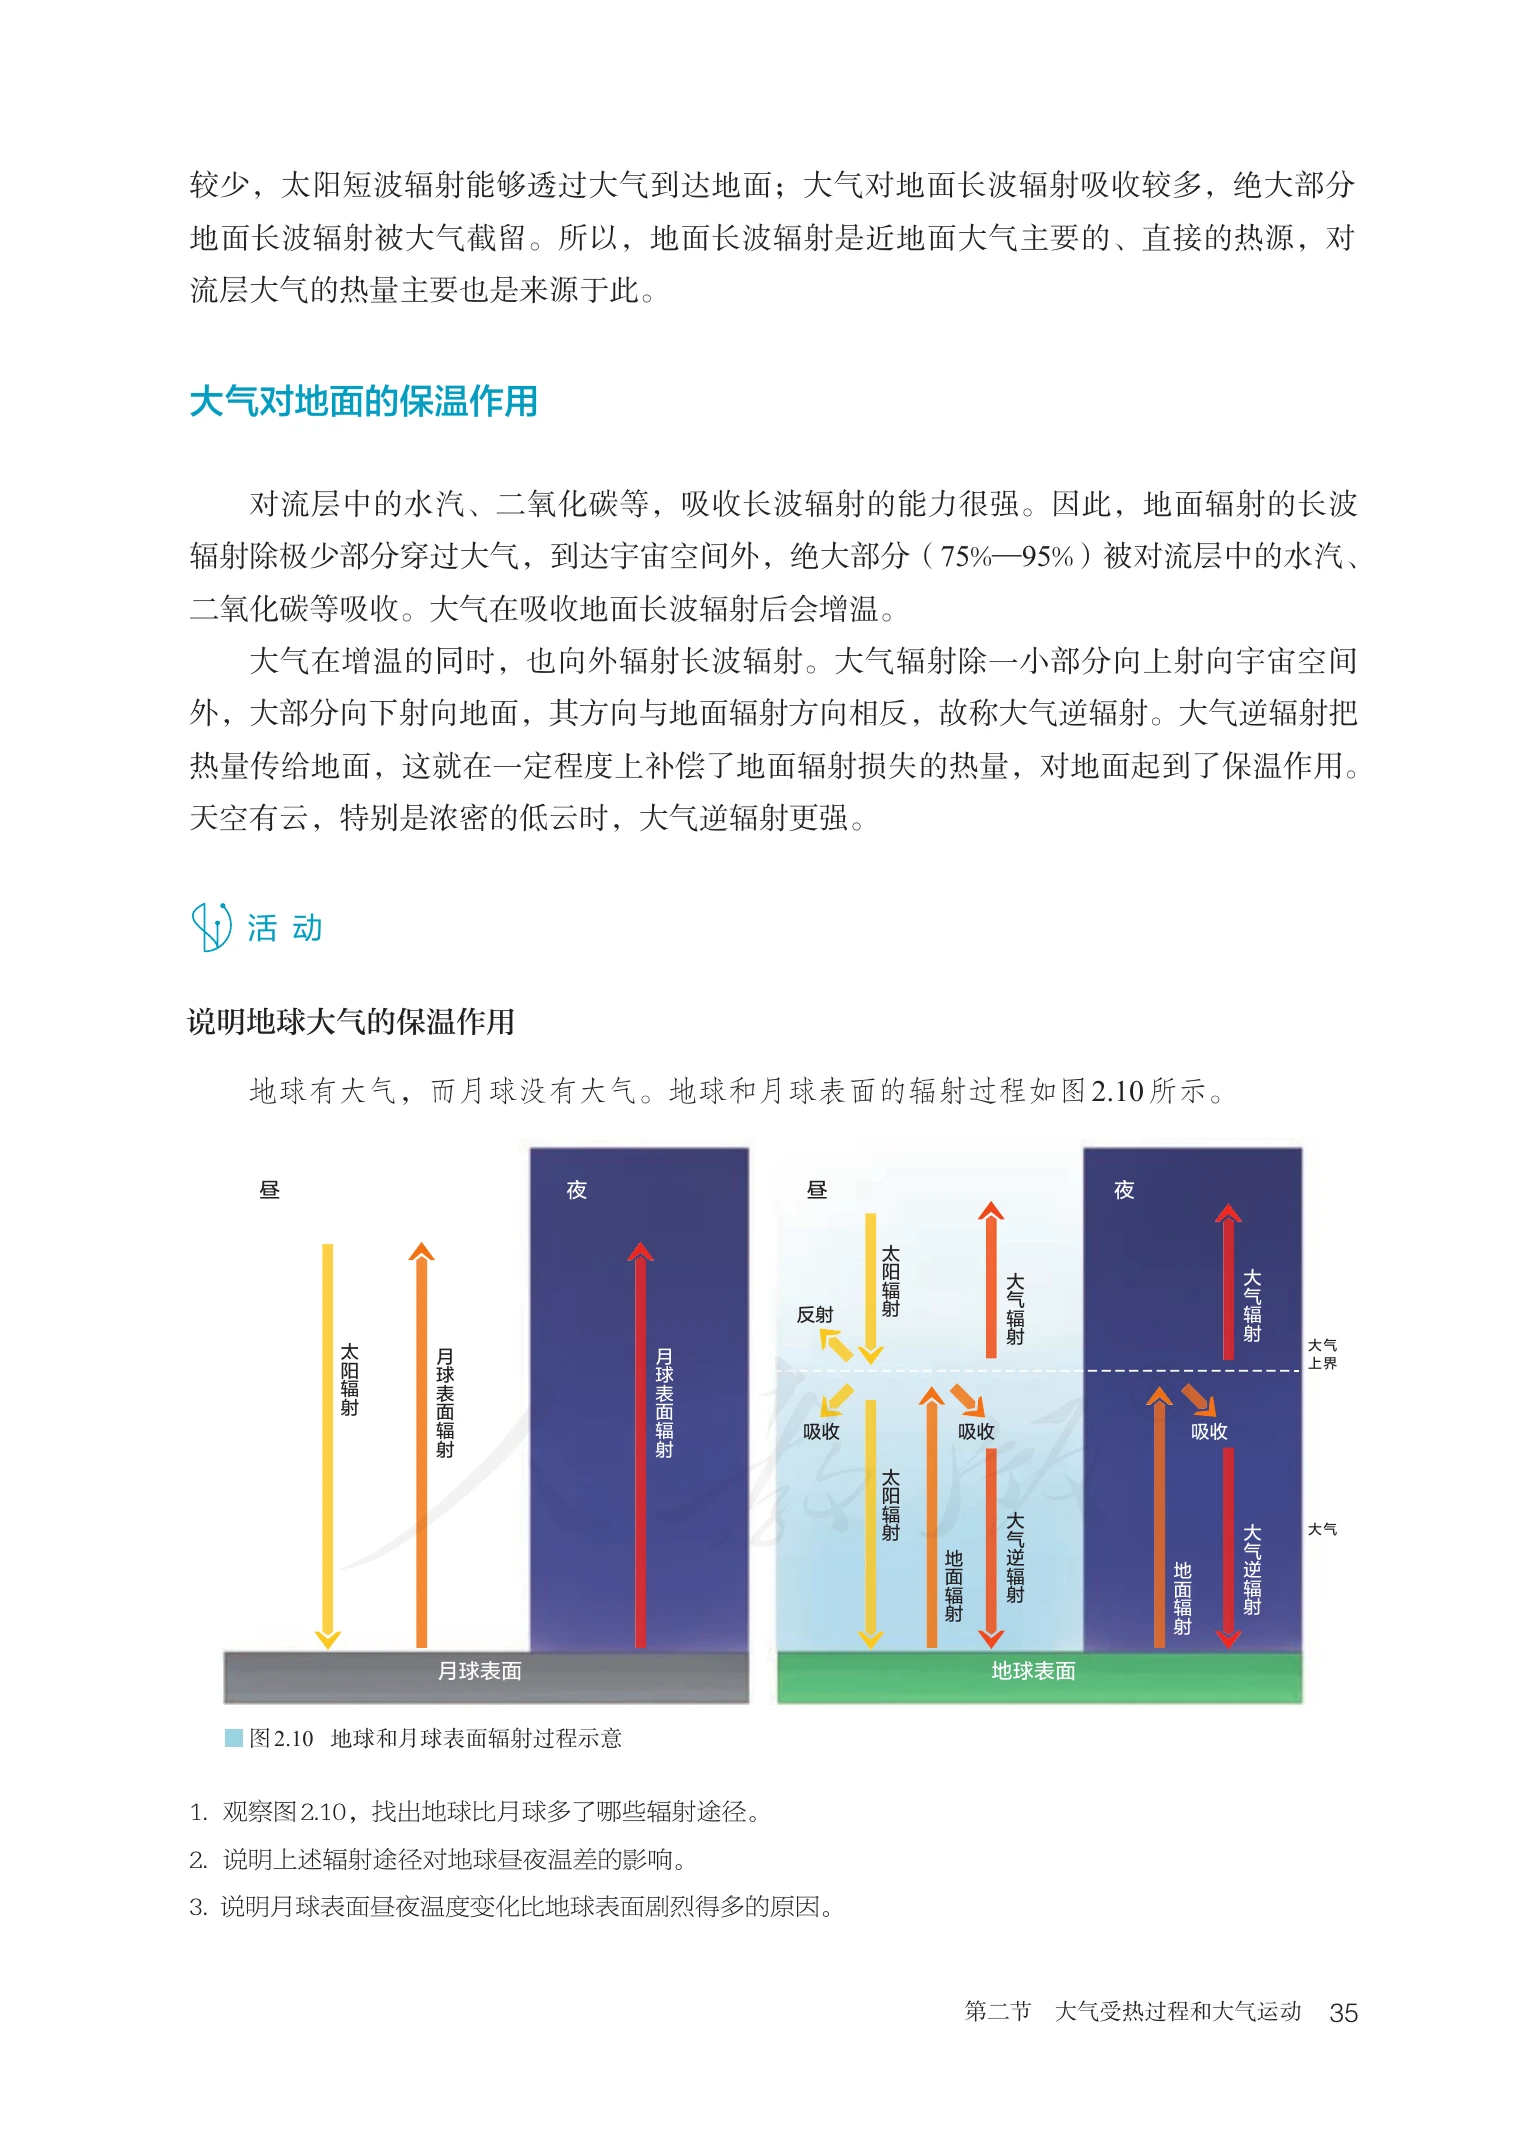 较少，太阳短波辐射能够透过大气到达地面；大气对地面长波辐射吸收较多，绝大部分
地面长波辐射被大气截留。所以，地面长波辐射是近地面大气主要的、直接的热源，对
流层大气的热量主要也是来源于此。
大气对地面的保温作用
对流层中的水汽、二氧化碳等，吸收长波辐射的能力很强。因此，地面辐射的长波
辐射除极少部分穿过大气，到达宇宙空间外，绝大部分（75%—95%）被对流层中的水汽、
二氧化碳等吸收。大气在吸收地面长波辐射后会增温。
大气在增温的同时，也向外辐射长波辐射。大气辐射除一小部分向上射向宇宙空间
外，大部分向下射向地面，其方向与地面辐射方向相反，故称大气逆辐射。大气逆辐射把
热量传给地面，这就在一定程度上补偿了地面辐射损失的热量，对地面起到了保温作用。
天空有云，特别是浓密的低云时，大气逆辐射更强。
活动
说明地球大气的保温作用
地球有大气，而月球没有大气。地球和月球表面的辐射过程如图2.10所示。
昼
夜
太阳辐射
月球表面辐射
月球表面辐射
月球表面
昼
夜
太阳辐射
大气辐射
大气辐射
反射
大气
上界
吸收
吸收
吸收
太阳辐射
地面辐射
大气逆辐射
地面辐射
大气逆辐射
大气
地球表面
人教版
图2.10 地球和月球表面辐射过程示意
1. 观察图2.10，找出地球比月球多了哪些辐射途径。
2. 说明上述辐射途径对地球昼夜温差的影响。
3. 说明月球表面昼夜温度变化比地球表面剧烈得多的原因。
第二节 大气受热过程和大气运动 35